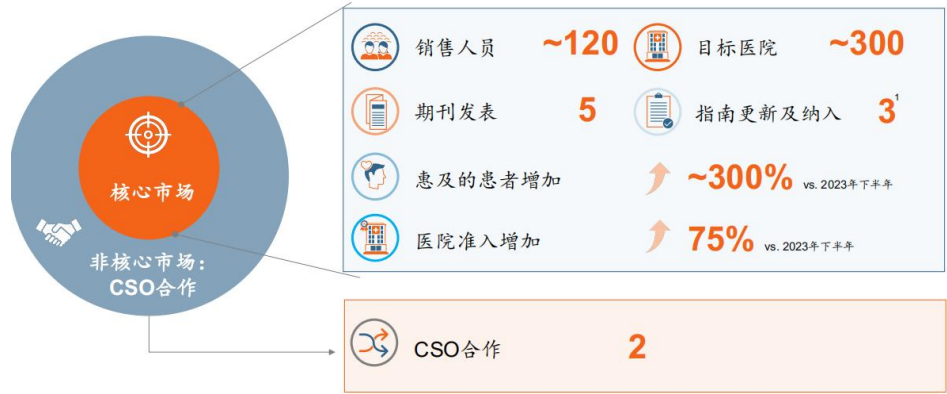 核心市场
非核心市场：
CSO合作
销售人员 ~120 目标医院 ~300
期刊发表 5 指南更新及纳入 3¹
惠及的患者增加 ~300% vs. 2023年下半年
医院准入增加 75% vs. 2023年下半年
CSO合作 2